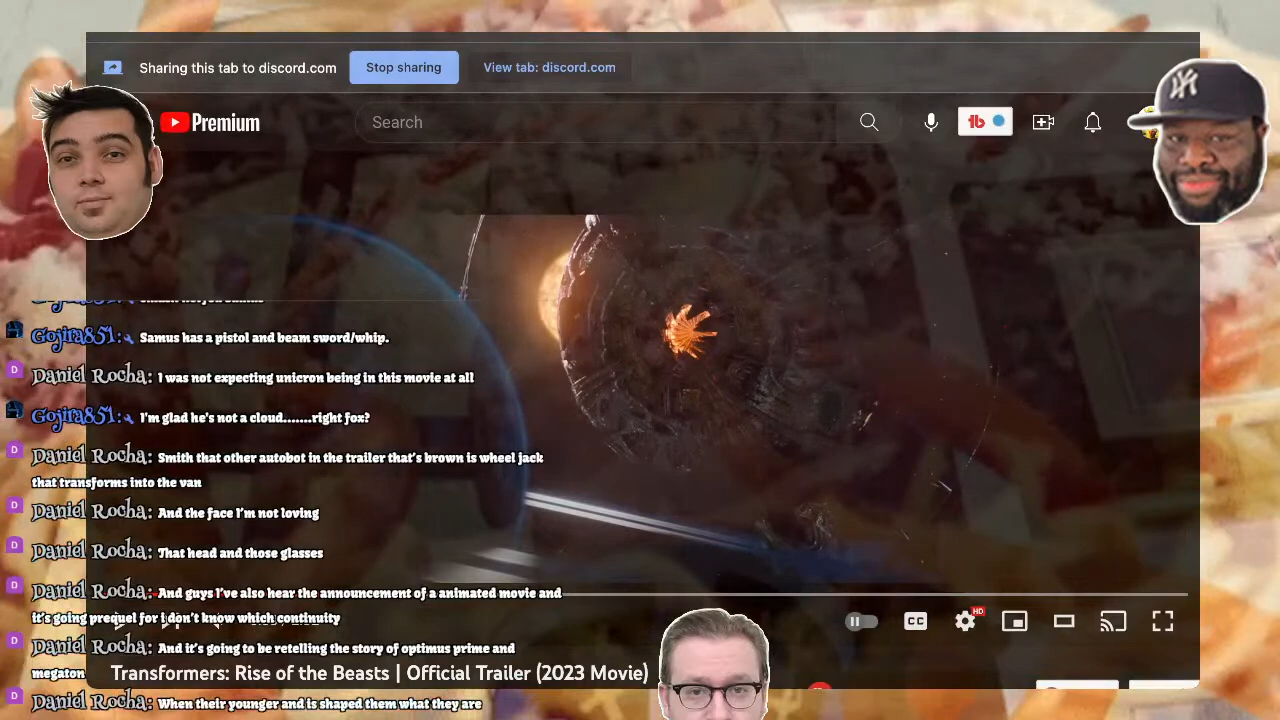 Sharing this tab to discord.com
Stop sharing
View tab: discord.com
Premium
Search
tb
Gojira851:
Gojira851: Samus has a pistol and beam sword/whip.
Daniel Rocha: I was not expecting unicron being in this movie at all
Gojira851: I'm glad he's not a cloud.......right fox?
Daniel Rocha: Smith that other autobot in the trailer that's brown is wheel jack
that transforms into the van
Daniel Rocha: And the face I'm not loving
Daniel Rocha: That head and those glasses
Daniel Rocha: And guys I've also hear the announcement of a animated movie and
it's going prequel for i don't know which continuity
CC
HD
Daniel Rocha: And it's going to be retelling the story of optimus prime and
megaton
Transformers: Rise of the Beasts | Official Trailer (2023 Movie)
Daniel Rocha: When their younger and is shaped them what they are